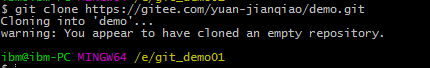 $ git clone https://gitee.com/yuan-jianqiao/demo.git
Cloning into 'demo'...
warning: You appear to have cloned an empty repository.
ibm@ibm-PC MINGW64 /e/git_demo01